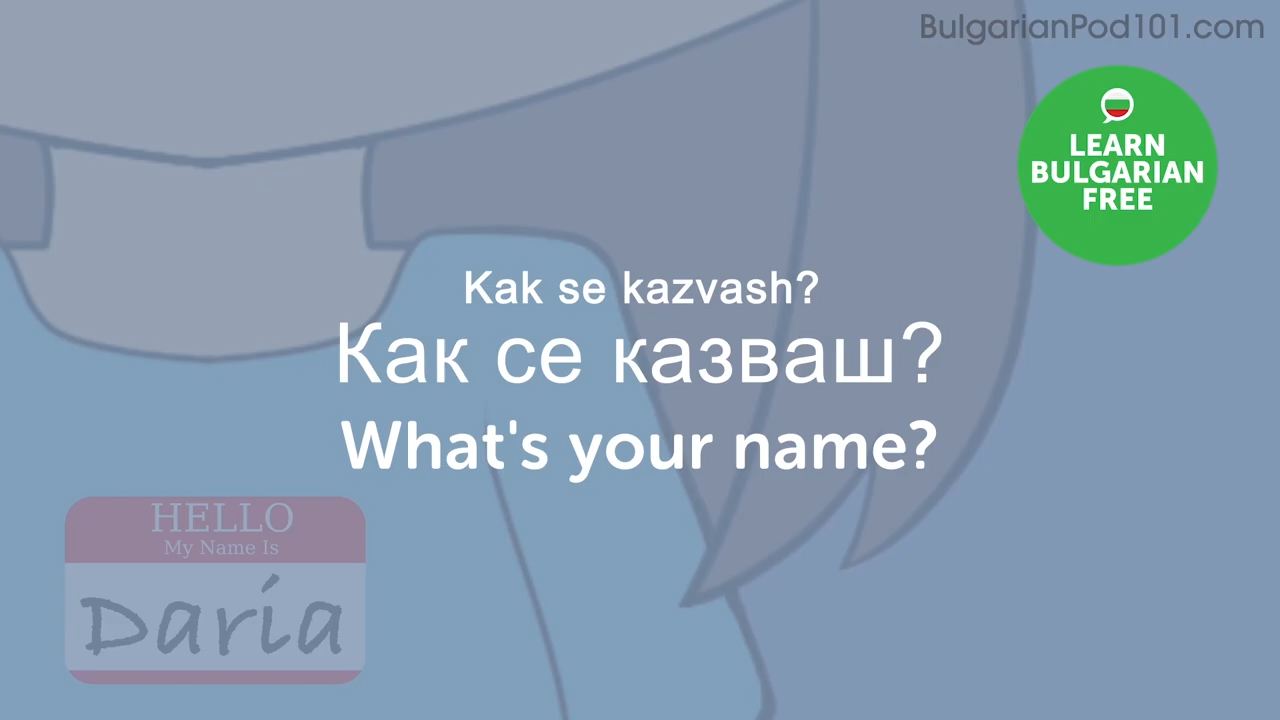 BulgarianPod101.com
LEARN
BULGARIAN
FREE
Kak se kazvash?
Как се казваш?
What's your name?
HELLO
My Name Is
Daria